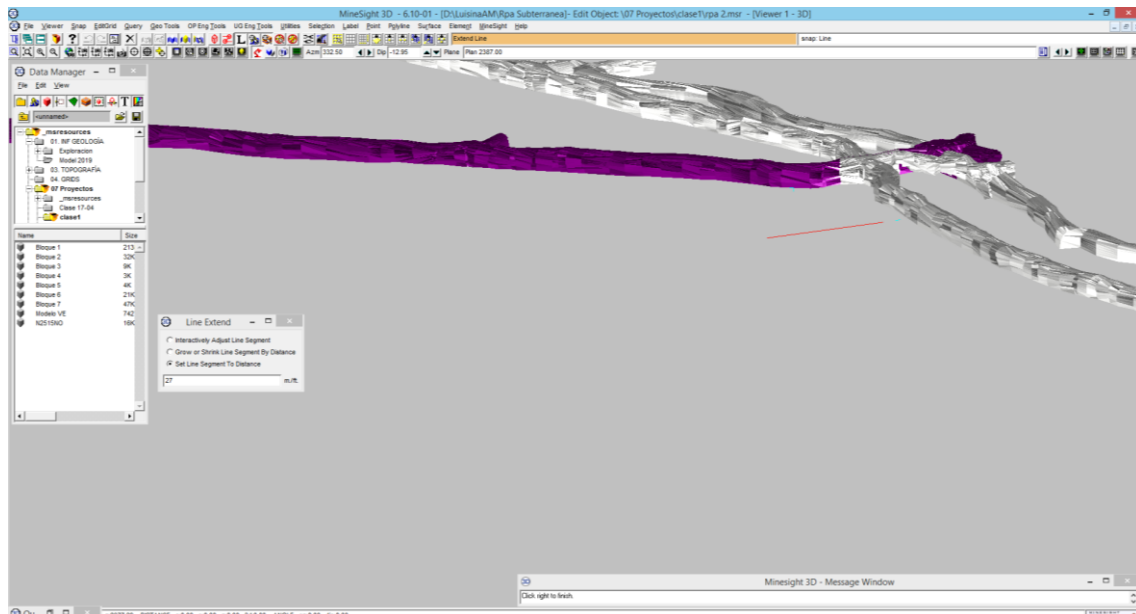 MineSight 3D - 6.10-01 - [D:\LuisinaAM\Rpa Subterranea]- Edit Object: \07 Proyectos\clase1\rpa 2.msr - [Viewer 1 - 3D]
File Viewer Snap EditGrid Query Geo Tools OP Eng Tools UG Eng Tools Utilities Selection Label Point Polyline Surface Element MineSight Help
Extend Line snap: Line
Azm 332.50 Dip -12.95 Plane Plan 2387.00
Data Manager
File Edit View
<unnamed>
_msresources
01. INF GEOLOGÍA
Exploracion
Model 2019
03. TOPOGRAFÍA
04. GRIDS
07 Proyectos
_msresources
Clase 17-04
clase1
Name Size
Bloque 1 213
Bloque 2 32K
Bloque 3 9K
Bloque 4 3K
Bloque 5 4K
Bloque 6 21K
Bloque 7 47K
Modelo VE 742
N2515NO 16K
Line Extend
Interactively Adjust Line Segment
Grow or Shrink Line Segment By Distance
Set Line Segment To Distance
27 m/ft
Minesight 3D - Message Window
Click right to finish.